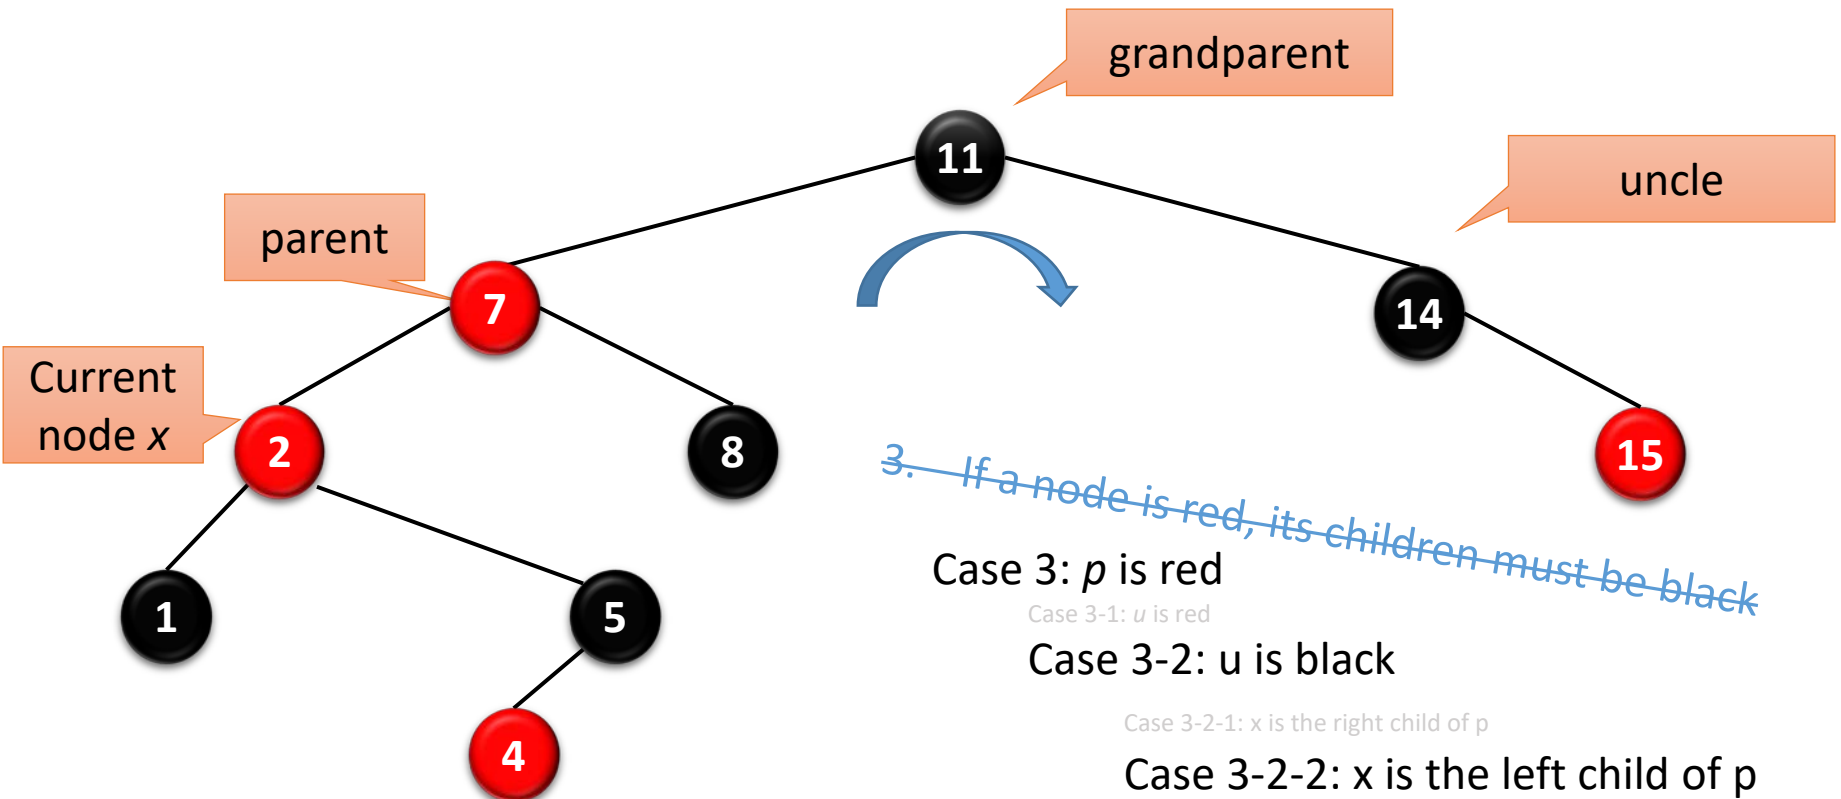 grandparent
11
uncle
parent
7
14
Current
node x
2
8
15
3. If a node is red, its children must be black
Case 3: p is red
1
5
Case 3-1: u is red
Case 3-2: u is black
Case 3-2-1: x is the right child of p
4
Case 3-2-2: x is the left child of p